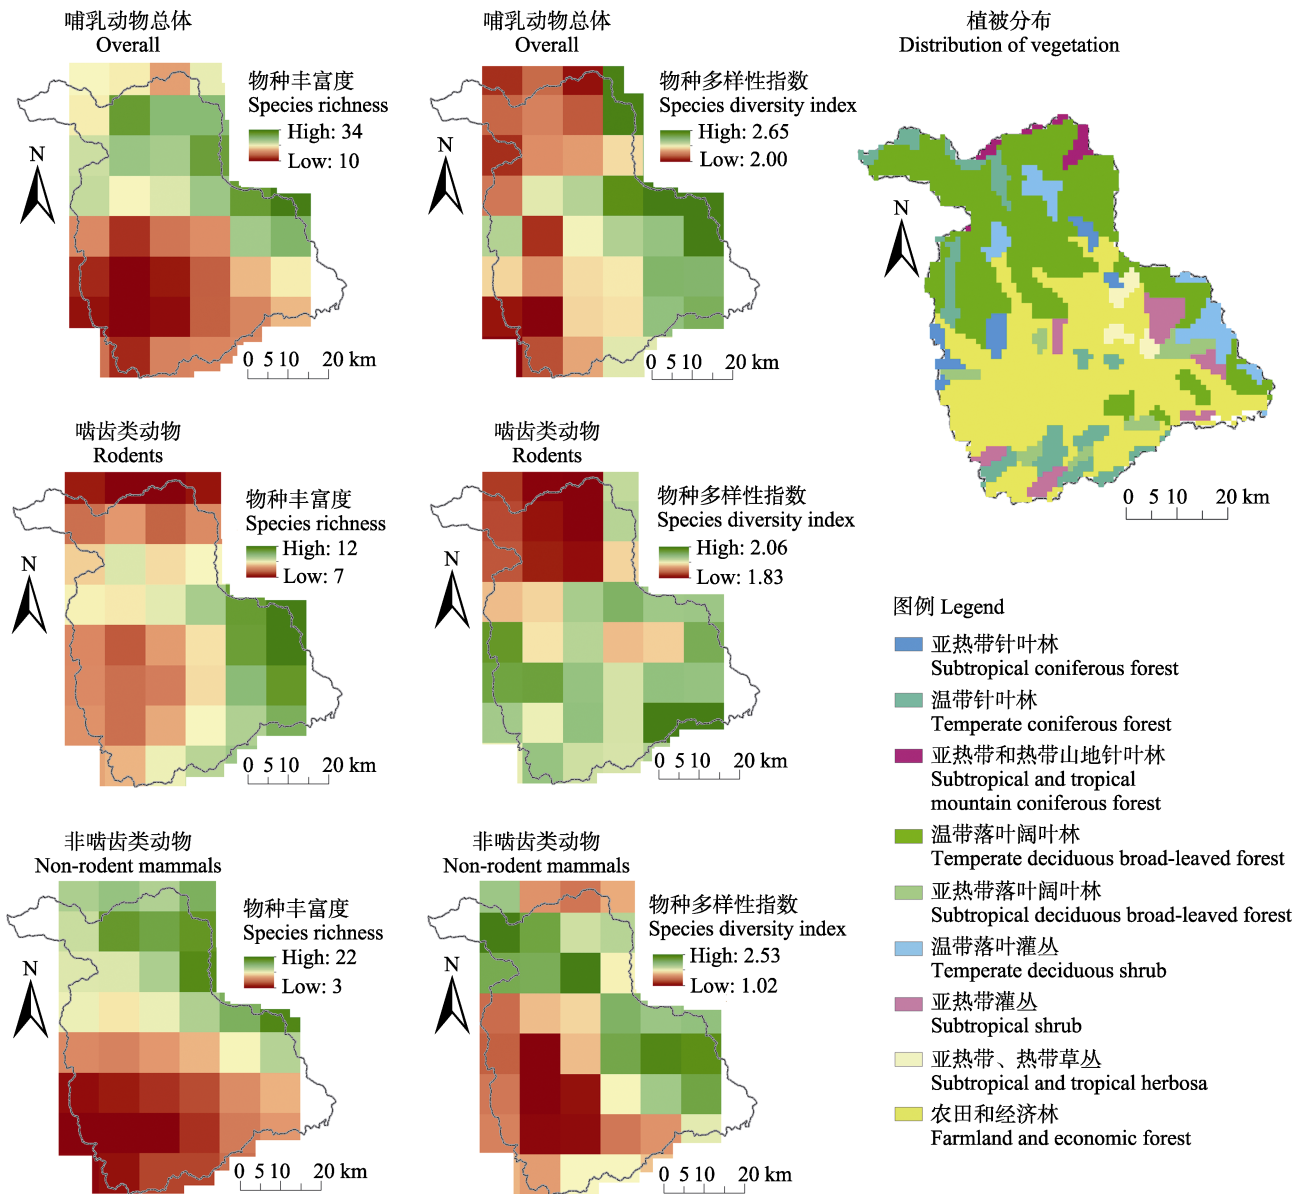 哺乳动物总体
Overall
物种丰富度
Species richness
High: 34
Low: 10
N
0 5 10 20 km
哺乳动物总体
Overall
物种多样性指数
Species diversity index
High: 2.65
Low: 2.00
N
0 5 10 20 km
植被分布
Distribution of vegetation
N
0 5 10 20 km
啮齿类动物
Rodents
物种丰富度
Species richness
High: 12
Low: 7
N
0 5 10 20 km
啮齿类动物
Rodents
物种多样性指数
Species diversity index
High: 2.06
Low: 1.83
N
0 5 10 20 km
非啮齿类动物
Non-rodent mammals
物种丰富度
Species richness
High: 22
Low: 3
N
0 5 10 20 km
非啮齿类动物
Non-rodent mammals
物种多样性指数
Species diversity index
High: 2.53
Low: 1.02
N
0 5 10 20 km
图例 Legend
亚热带针叶林
Subtropical coniferous forest
温带针叶林
Temperate coniferous forest
亚热带和热带山地针叶林
Subtropical and tropical
mountain coniferous forest
温带落叶阔叶林
Temperate deciduous broad-leaved forest
亚热带落叶阔叶林
Subtropical deciduous broad-leaved forest
温带落叶灌丛
Temperate deciduous shrub
亚热带灌丛
Subtropical shrub
亚热带、热带草丛
Subtropical and tropical herbosa
农田和经济林
Farmland and economic forest